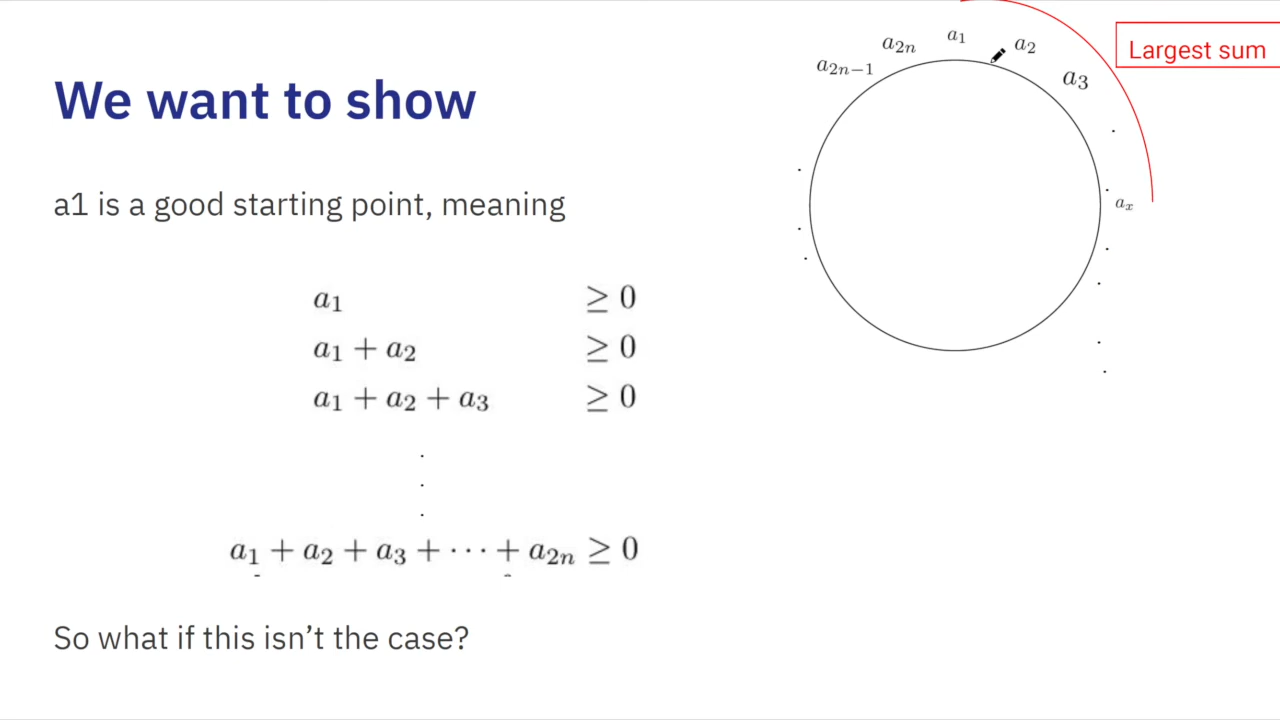 We want to show
a1 is a good starting point, meaning
a₁ ≥ 0
a₁ + a₂ ≥ 0
a₁ + a₂ + a₃ ≥ 0
.
.
.
a₁ + a₂ + a₃ + ··· + a₂ₙ ≥ 0
So what if this isn’t the case?
a₂ₙ₋₁
a₂ₙ
a₁
a₂
a₃
aₓ
Largest sum